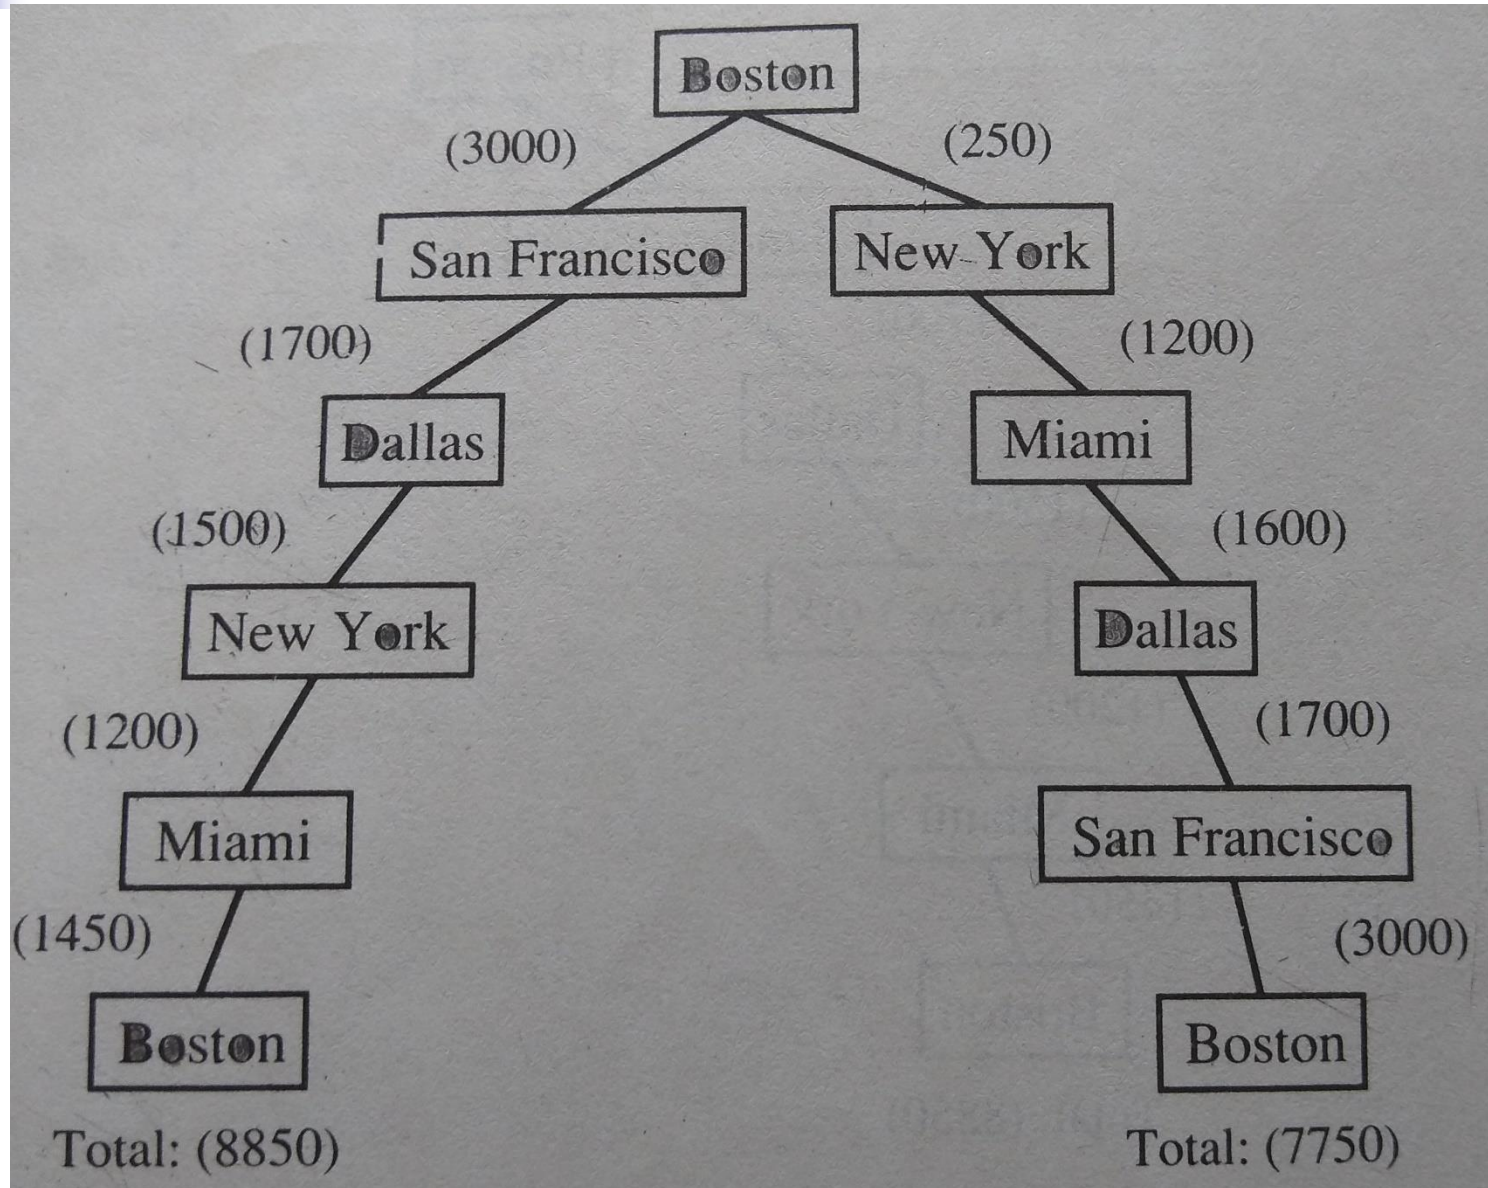 Boston
(3000) (250)
San Francisco New York
(1700) (1200)
Dallas Miami
(1500) (1600)
New York Dallas
(1200) (1700)
Miami San Francisco
(1450) (3000)
Boston Boston
Total: (8850) Total: (7750)